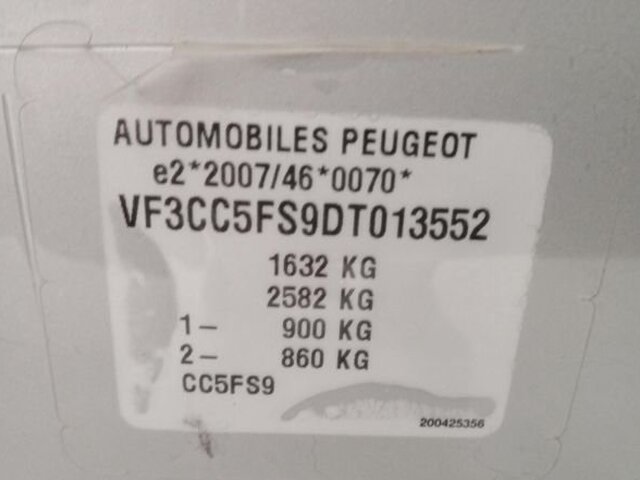 AUTOMOBILES PEUGEOT
e2*2007/46*0070*
VF3CC5FS9DT013552
1632 KG
2582 KG
1- 900 KG
2- 860 KG
CC5FS9
200425356